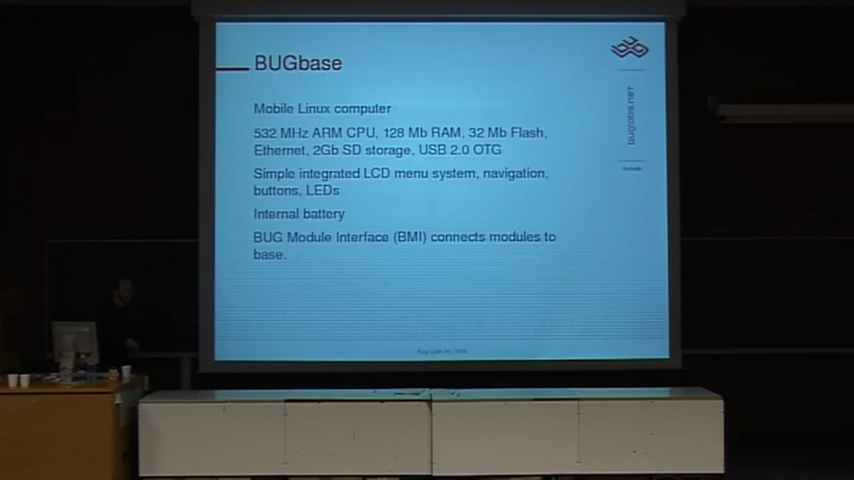 BUGbase
Mobile Linux computer
532 MHz ARM CPU, 128 Mb RAM, 32 Mb Flash,
Ethernet, 2Gb SD storage, USB 2.0 OTG
Simple integrated LCD menu system, navigation,
buttons, LEDs
Internal battery
BUG Module Interface (BMI) connects modules to
base.
buglabs.net